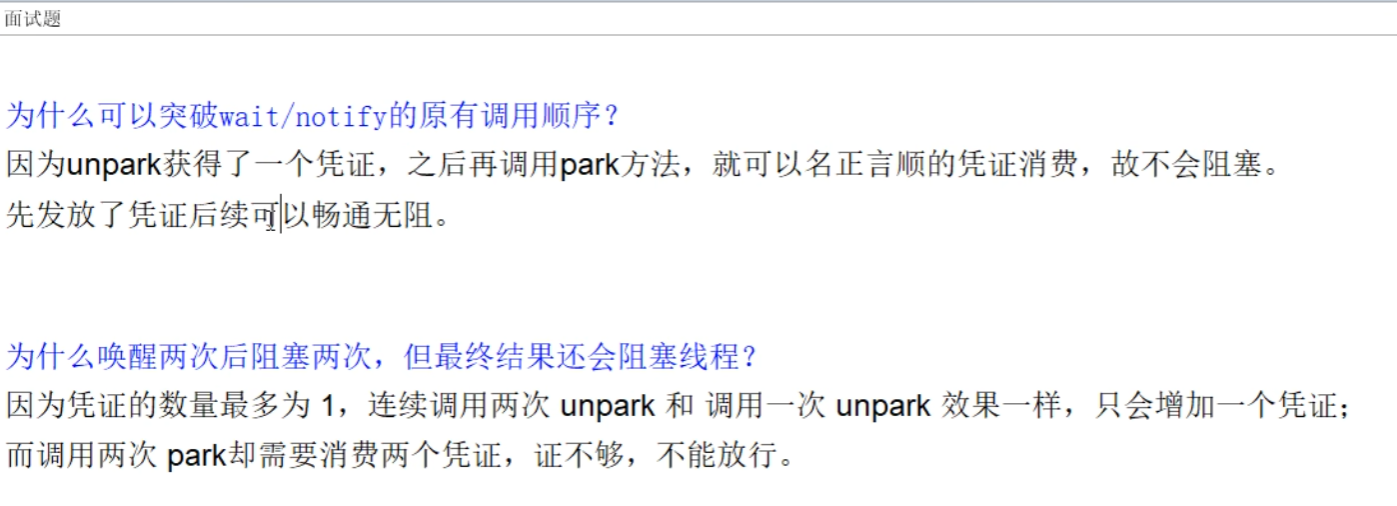 面试题
为什么可以突破wait/notify的原有调用顺序？
因为unpark获得了一个凭证，之后再调用park方法，就可以名正言顺的凭证消费，故不会阻塞。
先发放了凭证后续可以畅通无阻。
为什么唤醒两次后阻塞两次，但最终结果还会阻塞线程？
因为凭证的数量最多为 1，连续调用两次 unpark 和 调用一次 unpark 效果一样，只会增加一个凭证；
而调用两次 park却需要消费两个凭证，证不够，不能放行。